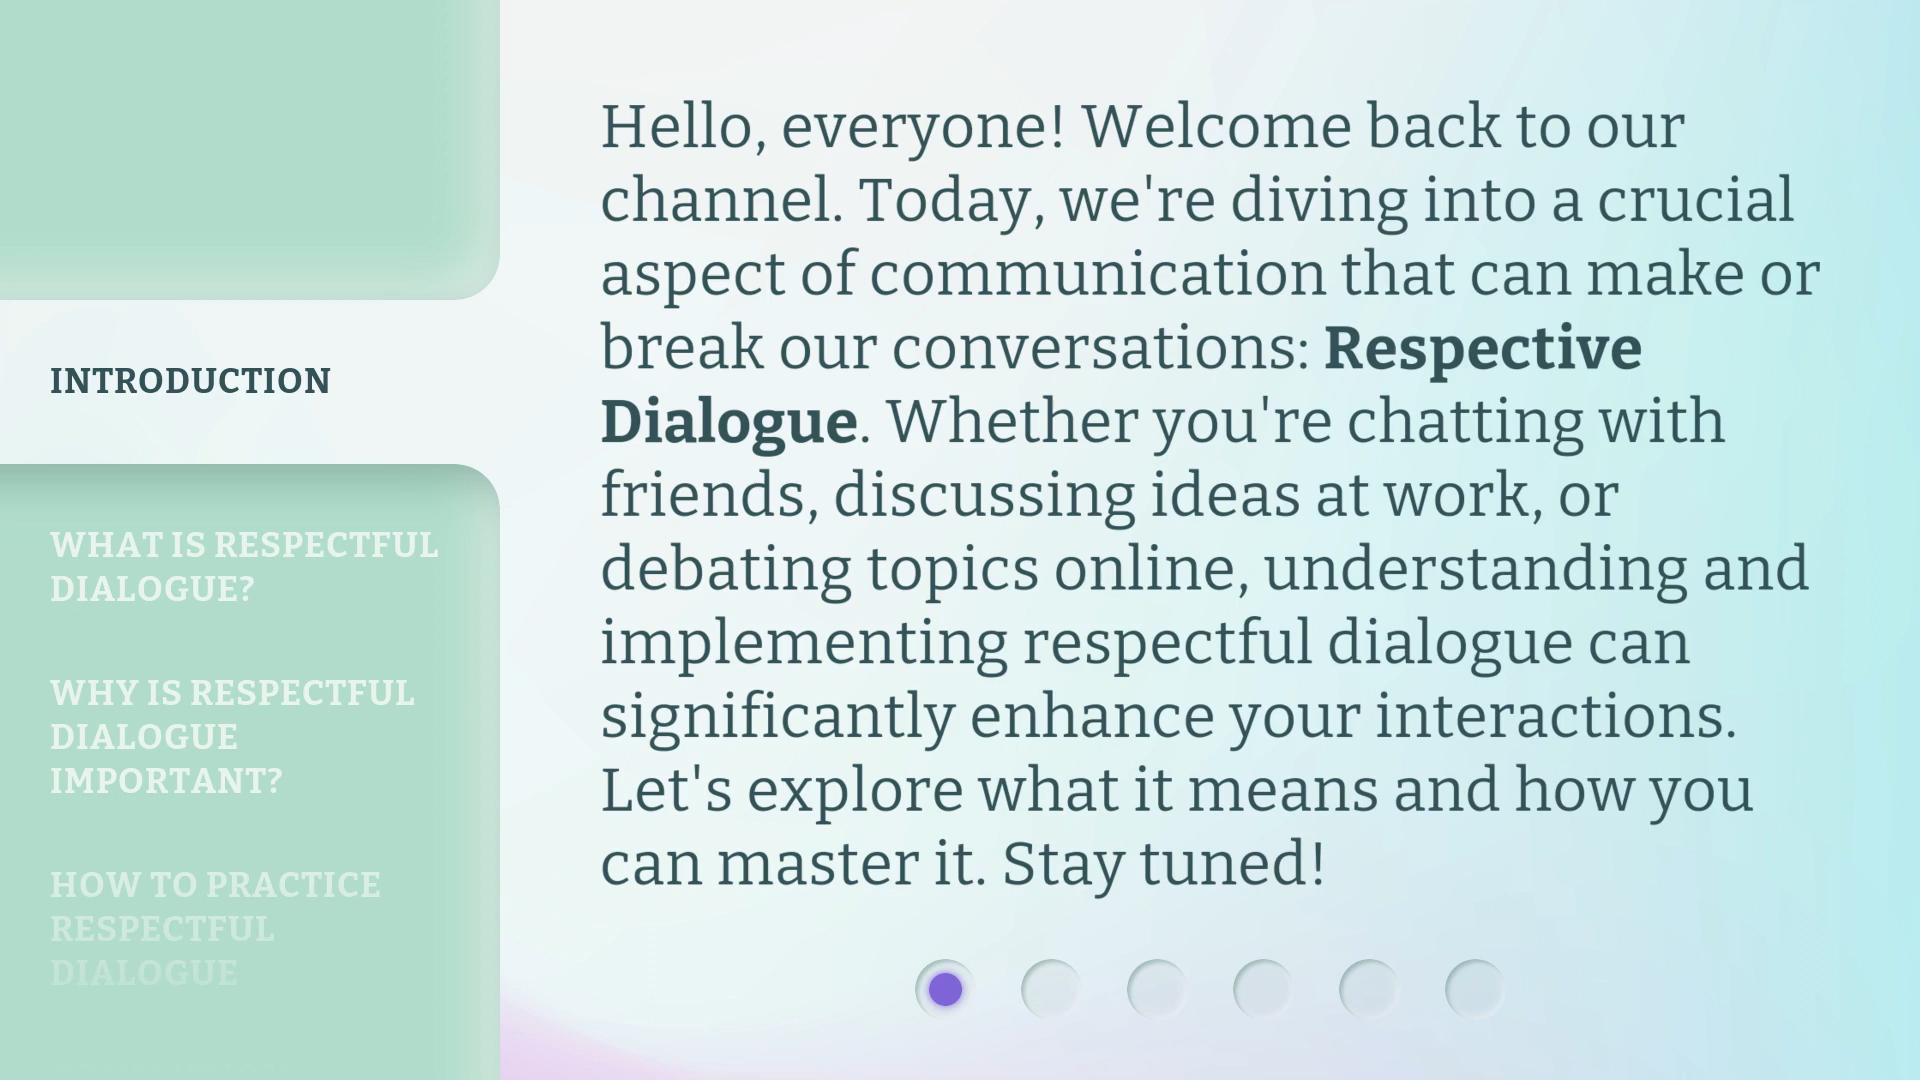 INTRODUCTION
WHAT IS RESPECTFUL
DIALOGUE?
WHY IS RESPECTFUL
DIALOGUE
IMPORTANT?
HOW TO PRACTICE
RESPECTFUL
DIALOGUE
Hello, everyone! Welcome back to our
channel. Today, we're diving into a crucial
aspect of communication that can make or
break our conversations: Respective
Dialogue. Whether you're chatting with
friends, discussing ideas at work, or
debating topics online, understanding and
implementing respectful dialogue can
significantly enhance your interactions.
Let's explore what it means and how you
can master it. Stay tuned!